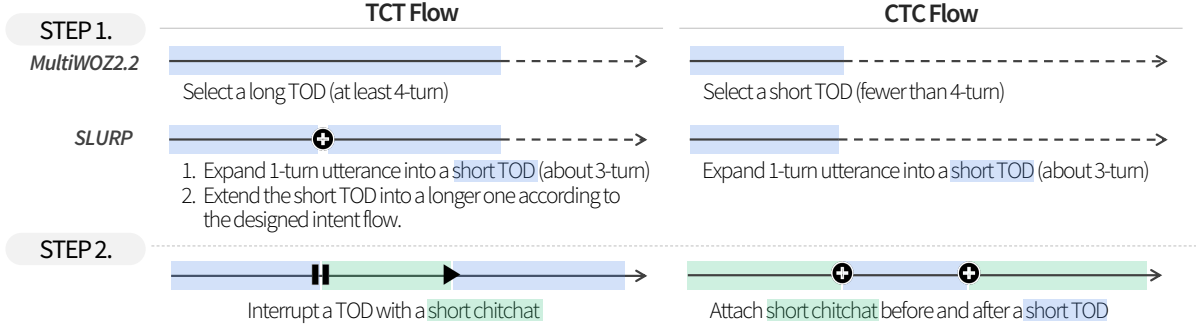 TCT Flow
CTC Flow
STEP 1.
MultiWOZ2.2
Select a long TOD (at least 4-turn)
Select a short TOD (fewer than 4-turn)
SLURP
1. Expand 1-turn utterance into a short TOD (about 3-turn)
2. Extend the short TOD into a longer one according to
the designed intent flow.
Expand 1-turn utterance into a short TOD (about 3-turn)
STEP 2.
Interrupt a TOD with a short chitchat
Attach short chitchat before and after a short TOD